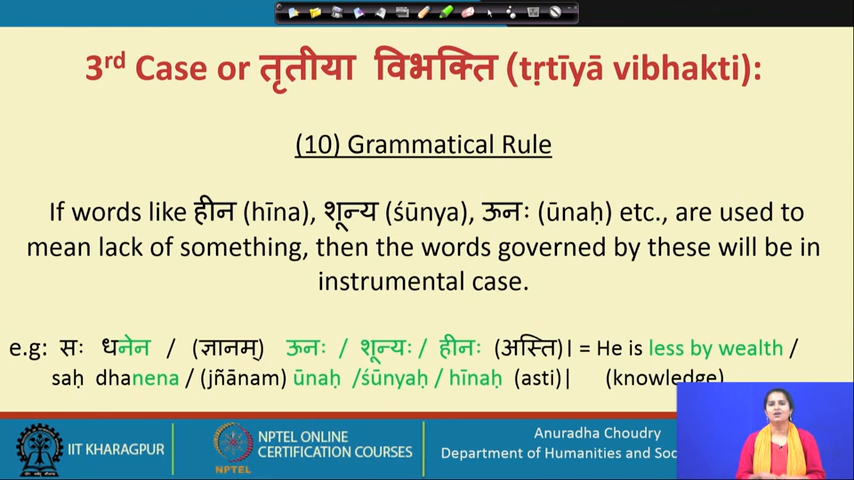 3rd Case or तृतीया विभक्ति (tṛtīyā vibhakti):
(10) Grammatical Rule
If words like हीन (hīna), शून्य (śūnya), ऊनः (ūnaḥ) etc., are used to
mean lack of something, then the words governed by these will be in
instrumental case.
e.g: सः धनेन / (ज्ञानम्) ऊनः / शून्यः / हीनः (अस्ति)| = He is less by wealth /
saḥ dhanena / (jñānam) ūnaḥ /śūnyaḥ / hīnaḥ (asti)| (knowledge)
IIT KHARAGPUR
NPTEL
NPTEL ONLINE
CERTIFICATION COURSES
Anuradha Choudry
Department of Humanities and